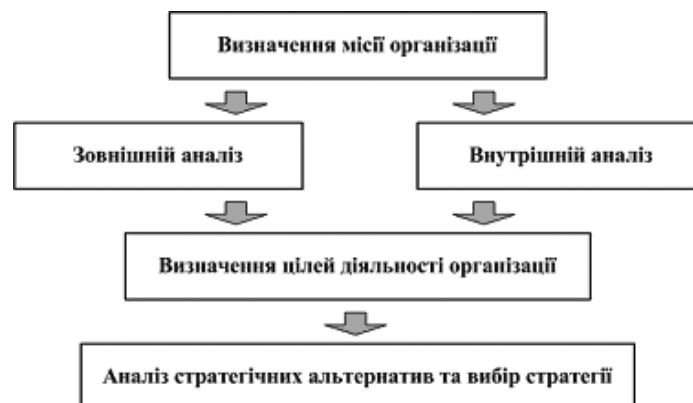 Визначення місії організації
Зовнішній аналіз
Внутрішній аналіз
Визначення цілей діяльності організації
Аналіз стратегічних альтернатив та вибір стратегії